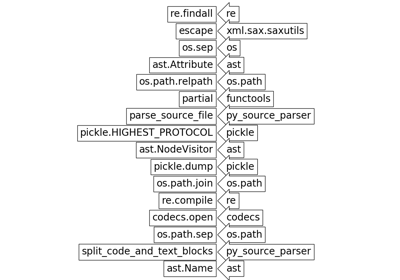 re.findall re
escape xml.sax.saxutils
os.sep os
ast.Attribute ast
os.path.relpath os.path
partial functools
parse_source_file py_source_parser
pickle.HIGHEST_PROTOCOL pickle
ast.NodeVisitor ast
pickle.dump pickle
os.path.join os.path
re.compile re
codecs.open codecs
os.path.sep os.path
split_code_and_text_blocks py_source_parser
ast.Name ast